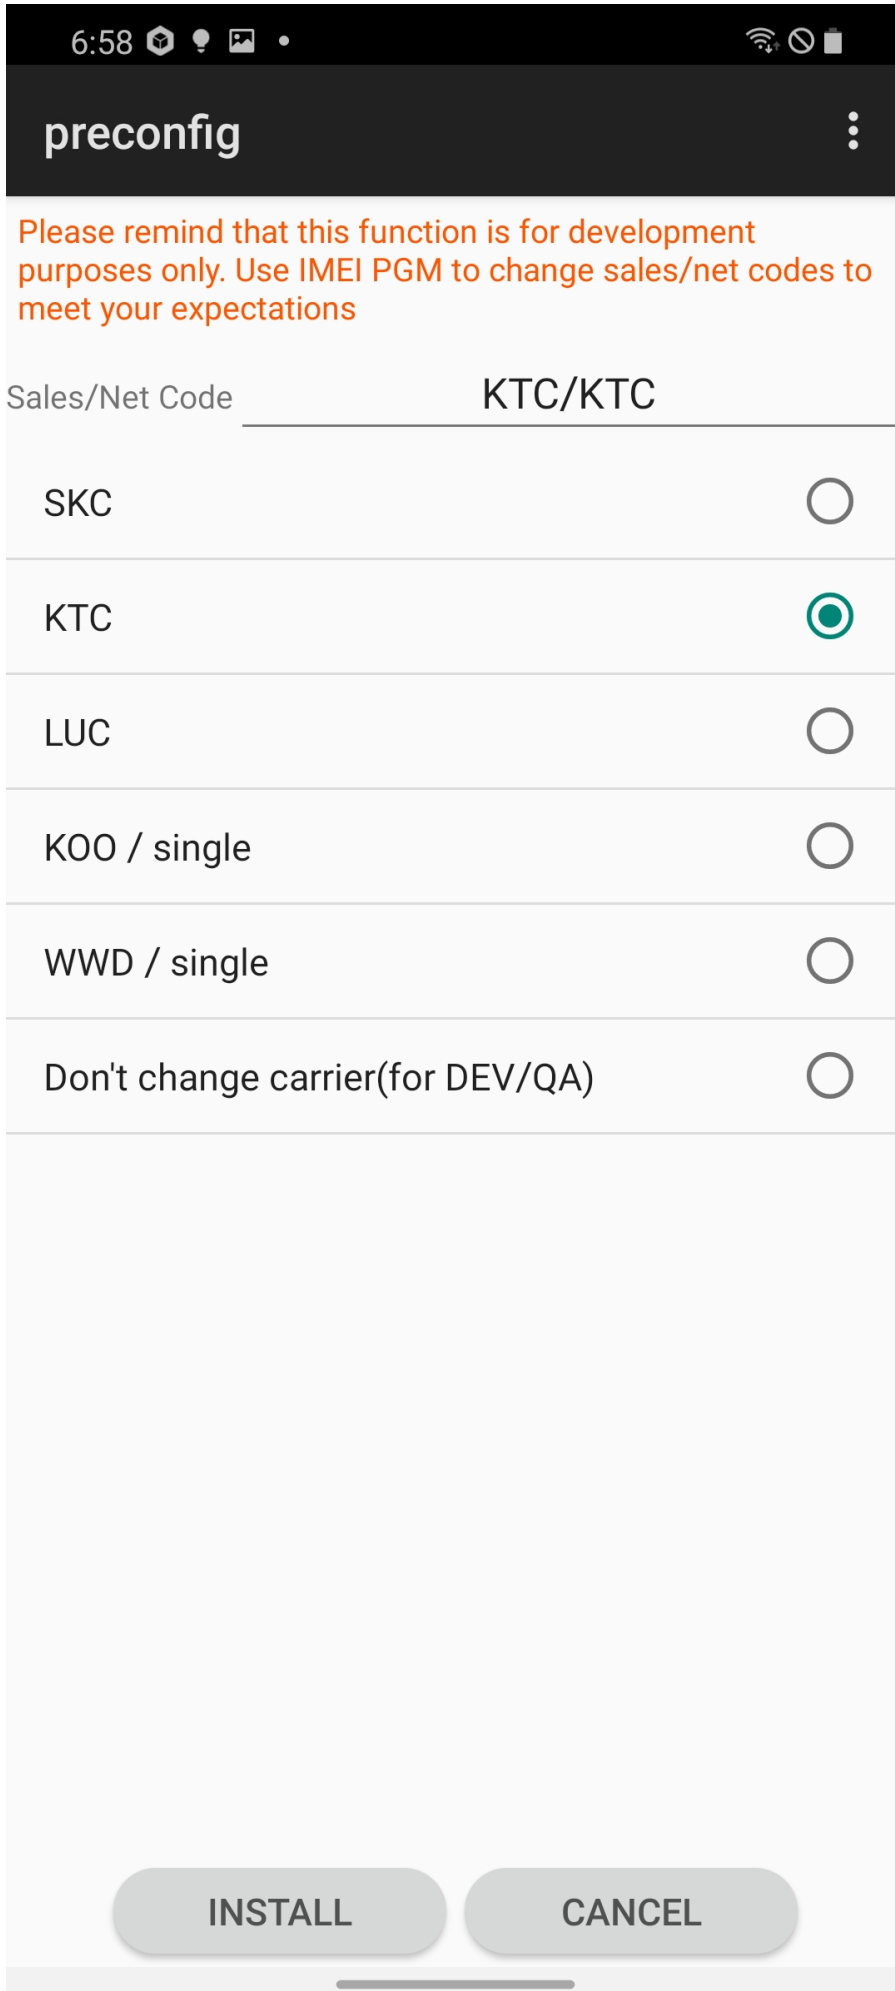 6:58
preconfig
Please remind that this function is for development
purposes only. Use IMEI PGM to change sales/net codes to
meet your expectations
Sales/Net Code KTC/KTC
SKC
KTC
LUC
KOO / single
WWD / single
Don't change carrier(for DEV/QA)
INSTALL CANCEL